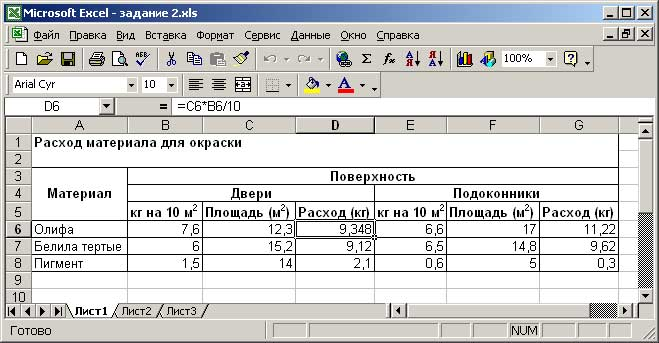 Microsoft Excel - задание 2.xls
Файл Правка Вид Вставка Формат Сервис Данные Окно Справка
100%
Arial Cyr 10 Ж К Ч
D6 = =C6*B6/10
A B C D E F G
1 Расход материала для окраски
2
3 Поверхность
4 Материал Двери Подоконники
5 кг на 10 м² Площадь (м²) Расход (кг) кг на 10 м² Площадь (м²) Расход (кг)
6 Олифа 7,6 12,3 9,348 6,6 17 11,22
7 Белила тертые 6 15,2 9,12 6,5 14,8 9,62
8 Пигмент 1,5 14 2,1 0,6 5 0,3
9
10
Лист1 Лист2 Лист3
Готово NUM